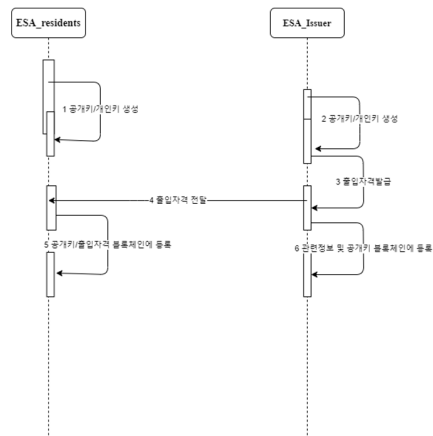 ESA_residents
ESA_Issuer
1 공개키/개인키 생성
2 공개키/개인키 생성
3 출입자격발급
4 출입자격 전달
5 공개키/출입자격 블록체인에 등록
6 관련정보 및 공개키 블록체인에 등록